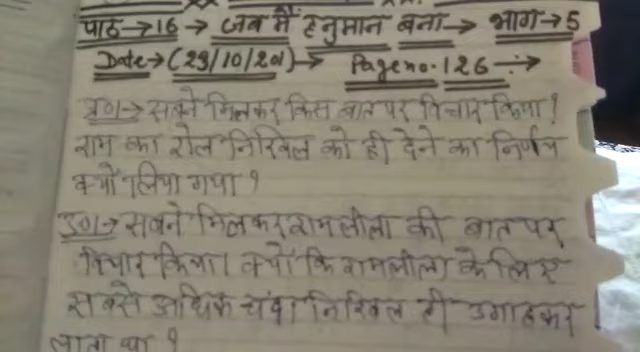 पाठ→16→ जब मैं हनुमान बना→ भाग→5
Date→(23/10/20)→ Page no.126 →
प्र01→ सबने मिलकर किस बात पर विचार किया?
राम का रोल निखिल को ही देने का निर्णय
क्यों लिया गया?
उ01→ सबने मिलकर रामलीला की बात पर
विचार किया। क्यों कि रामलीला के लिए
सबसे अधिक चंदा निखिल ही उगाहकर
लाता था?